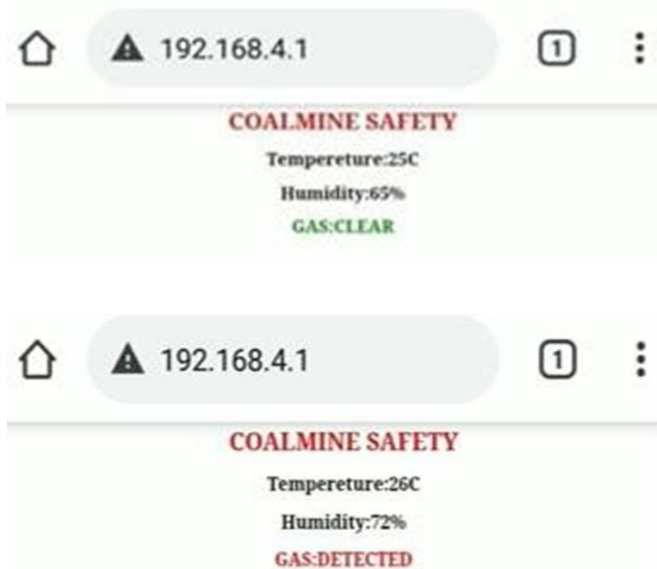 192.168.4.1 1
COALMINE SAFETY
Tempereture:25C
Humidity:65%
GAS:CLEAR
192.168.4.1 1
COALMINE SAFETY
Tempereture:26C
Humidity:72%
GAS:DETECTED